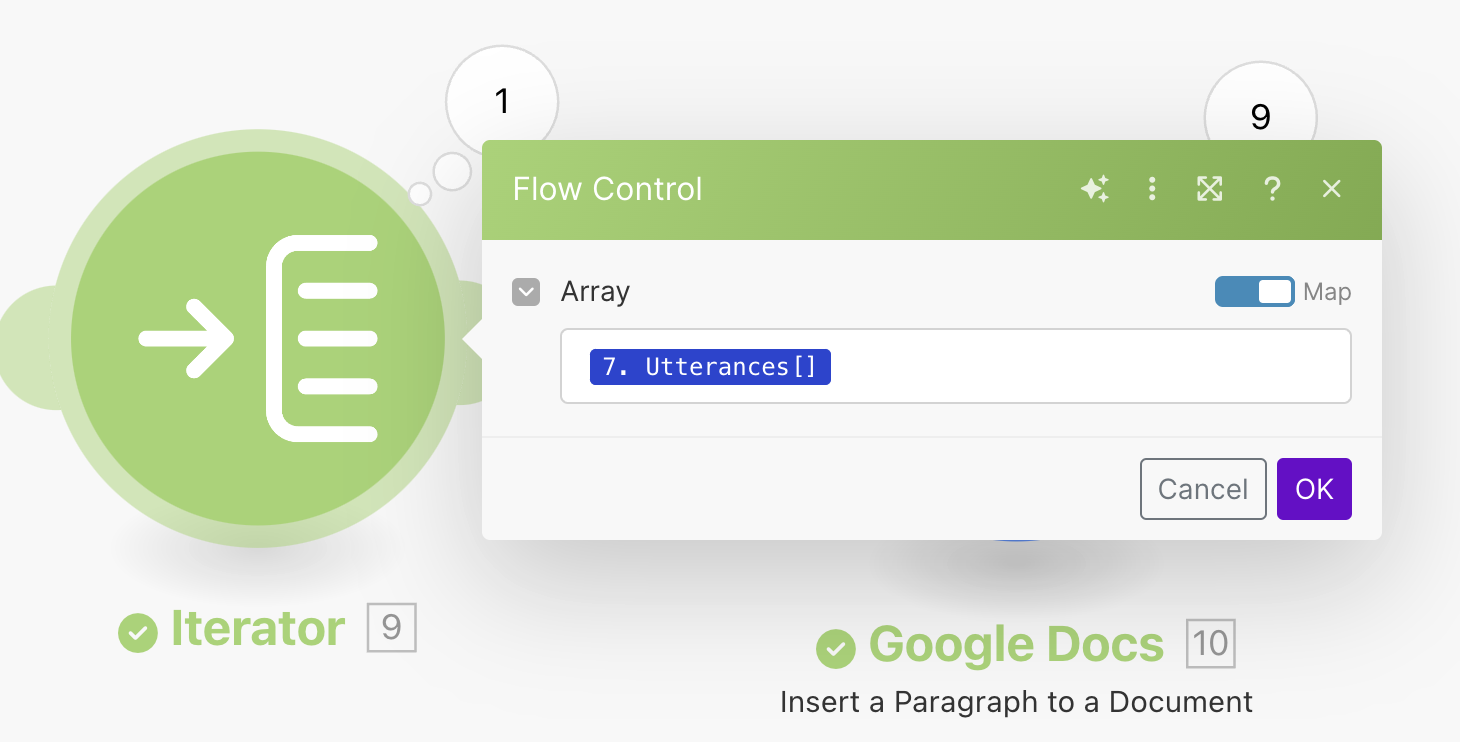 1
9
Flow Control
?
Array
Map
7. Utterances[]
Cancel
OK
Iterator 9
Google Docs 10
Insert a Paragraph to a Document